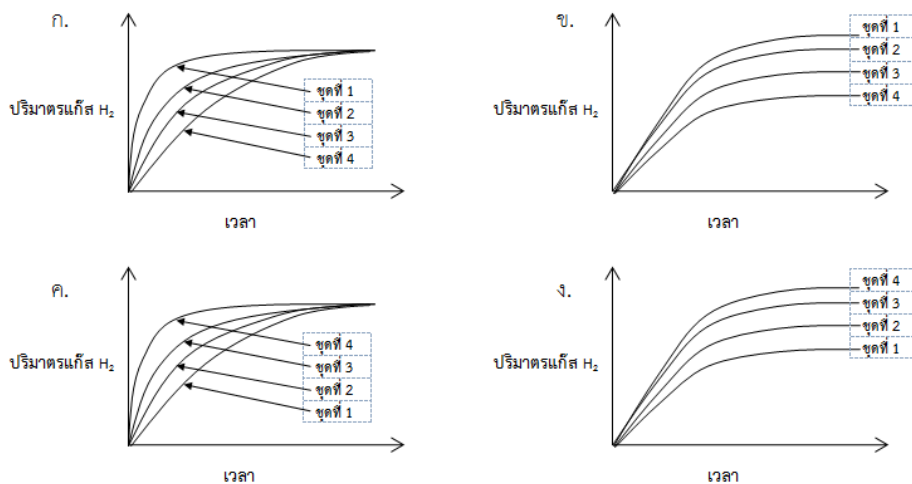 ก.
ปริมาตรแก๊ส H₂
ชุดที่ 1
ชุดที่ 2
ชุดที่ 3
ชุดที่ 4
เวลา
ข.
ปริมาตรแก๊ส H₂
ชุดที่ 1
ชุดที่ 2
ชุดที่ 3
ชุดที่ 4
เวลา
ค.
ปริมาตรแก๊ส H₂
ชุดที่ 4
ชุดที่ 3
ชุดที่ 2
ชุดที่ 1
เวลา
ง.
ปริมาตรแก๊ส H₂
ชุดที่ 4
ชุดที่ 3
ชุดที่ 2
ชุดที่ 1
เวลา